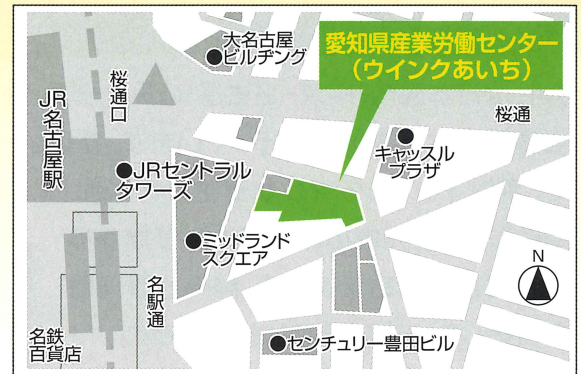 大名古屋
●ビルヂング
愛知県産業労働センター
(ウインクあいち)
桜通口
JR名古屋駅
桜通
●
キャッスル
プラザ
●JRセントラル
タワーズ
●ミッドランド
スクエア
N
名駅通
名鉄
百貨店
●センチュリー豊田ビル